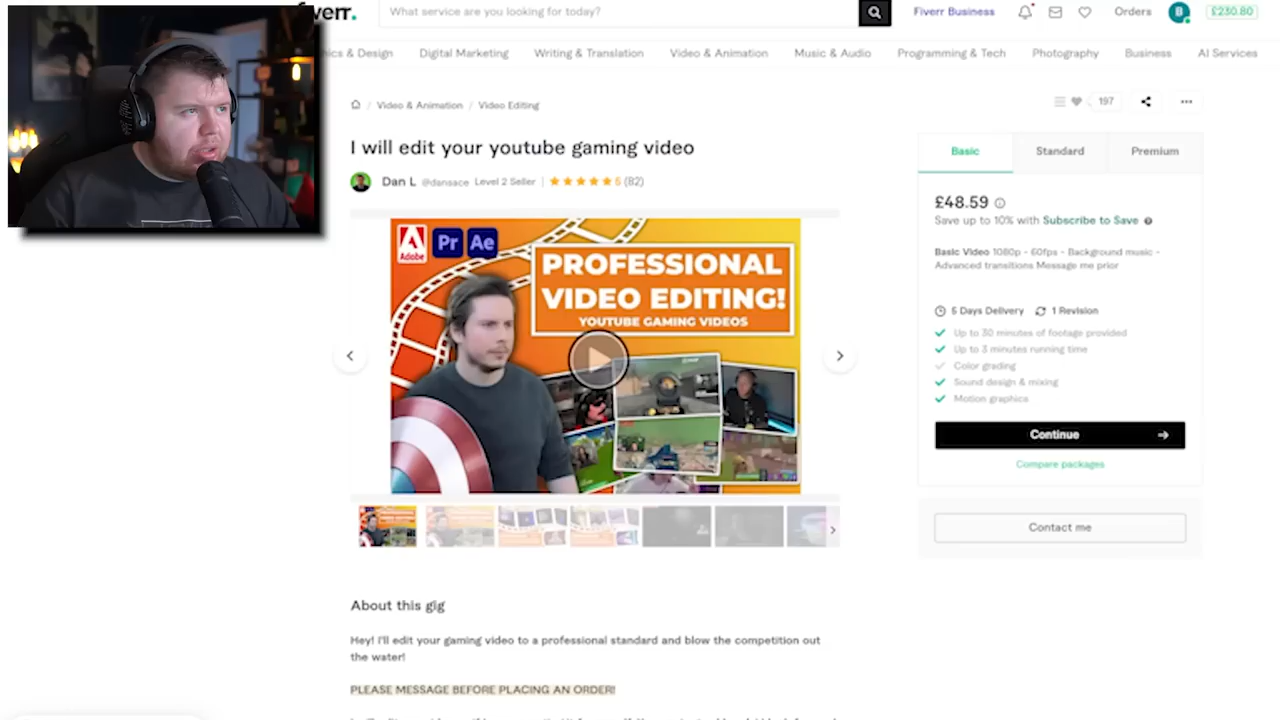 fiverr.
What service are you looking for today?
Fiverr Business
Orders
B
£230.80
ics & Design
Digital Marketing
Writing & Translation
Video & Animation
Music & Audio
Programming & Tech
Photography
Business
AI Services
Video & Animation / Video Editing
197
I will edit your youtube gaming video
Dan L @dansace Level 2 Seller | 5 (82)
Adobe
Pr
Ae
PROFESSIONAL
VIDEO EDITING!
YOUTUBE GAMING VIDEOS
Basic
Standard
Premium
£48.59
Save up to 10% with Subscribe to Save
Basic Video 1080p - 60fps - Background music -
Advanced transitions Message me prior
5 Days Delivery
1 Revision
Up to 30 minutes of footage provided
Up to 3 minutes running time
Color grading
Sound design & mixing
Motion graphics
Continue
Compare packages
Contact me
About this gig
Hey! I'll edit your gaming video to a professional standard and blow the competition out
the water!
PLEASE MESSAGE BEFORE PLACING AN ORDER!